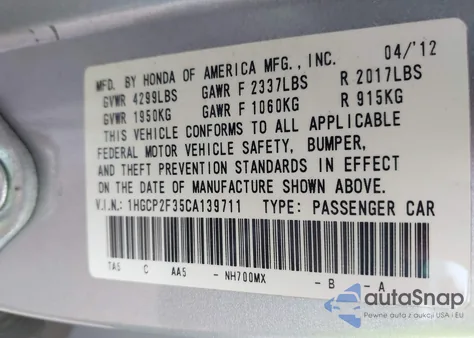 MFD. BY HONDA OF AMERICA MFG., INC. 04/'12
GVWR 4299LBS GAWR F 2337LBS R 2017LBS
GVWR 1950KG GAWR F 1060KG R 915KG
THIS VEHICLE CONFORMS TO ALL APPLICABLE
FEDERAL MOTOR VEHICLE SAFETY, BUMPER,
AND THEFT PREVENTION STANDARDS IN EFFECT
ON THE DATE OF MANUFACTURE SHOWN ABOVE.
V.I.N.: 1HGCP2F35CA139711 TYPE: PASSENGER CAR
TA5 C AA5 - NH700MX - B - A
autoSnap
Pewne auto z aukcji USA i EU